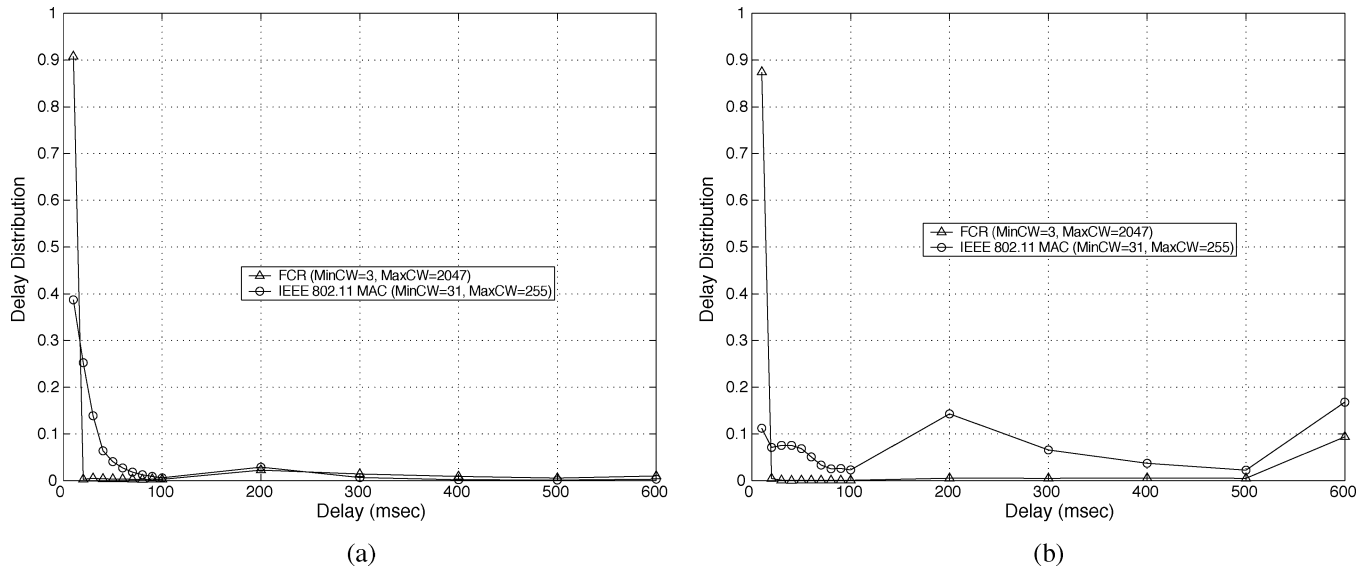 1
0.9
0.8
0.7
0.6
0.5
0.4
0.3
0.2
0.1
0
Delay Distribution
FCR (MinCW=3, MaxCW=2047)
IEEE 802.11 MAC (MinCW=31, MaxCW=255)
0 100 200 300 400 500 600
Delay (msec)
(a)
1
0.9
0.8
0.7
0.6
0.5
0.4
0.3
0.2
0.1
0
Delay Distribution
FCR (MinCW=3, MaxCW=2047)
IEEE 802.11 MAC (MinCW=31, MaxCW=255)
0 100 200 300 400 500 600
Delay (msec)
(b)